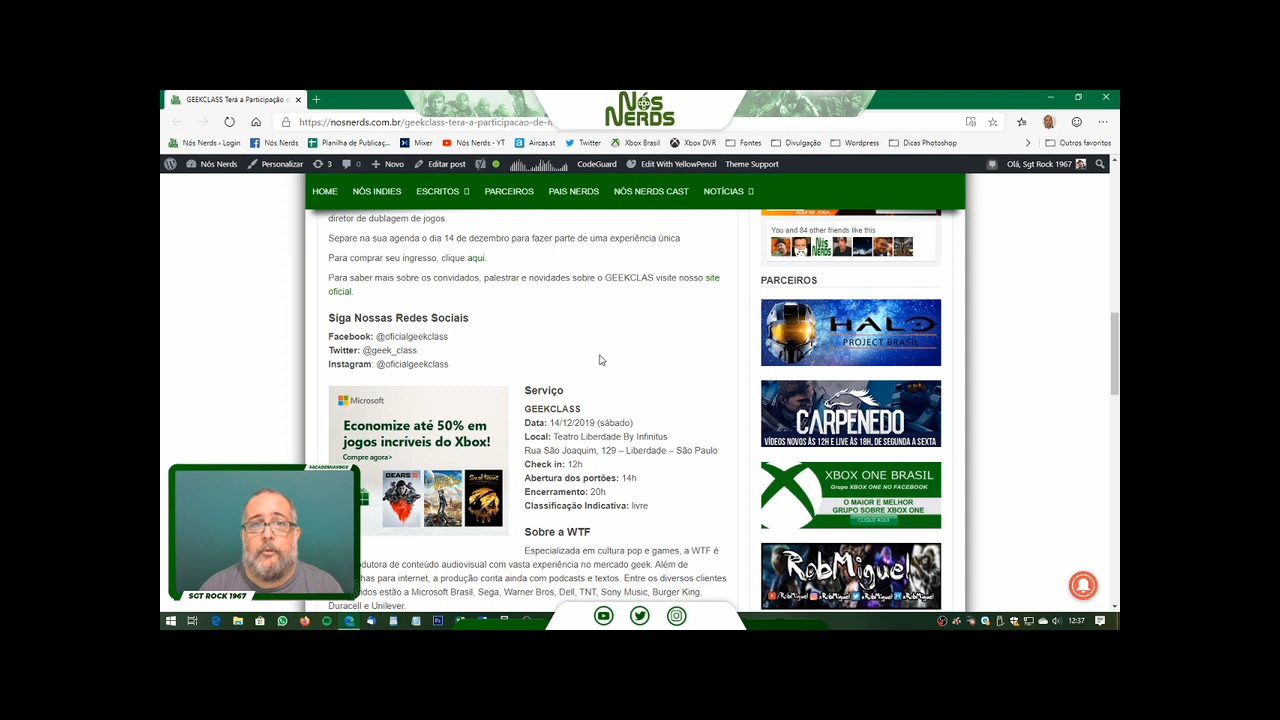 GEEKCLASS Terá a Participação d
NÓS NERDS
https://nosnerds.com.br/geekclass-tera-a-participacao-de-
Nós Nerds › Login
Nós Nerds
Planilha de Publicaç...
Mixer
Nós Nerds - YT
Aircas.st
Twitter
Xbox Brasil
Xbox DVR
Fontes
Divulgação
Wordpress
Dicas Photoshop
Outros favoritos
Nós Nerds
Personalizar
3
0
Novo
Editar post
CodeGuard
Edit With YellowPencil
Theme Support
Olá, Sgt Rock 1967
HOME
NÓS INDIES
ESCRITOS
PARCEIROS
PAIS NERDS
NÓS NERDS CAST
NOTÍCIAS
diretor de dublagem de jogos.
Separe na sua agenda o dia 14 de dezembro para fazer parte de uma experiência única
Para comprar seu ingresso, clique aqui.
Para saber mais sobre os convidados, palestrar e novidades sobre o GEEKCLAS visite nosso site
oficial.
Siga Nossas Redes Sociais
Facebook: @oficialgeekclass
Twitter: @geek_class
Instagram: @oficialgeekclass
Microsoft
Economize até 50% em
jogos incríveis do Xbox!
Compre agora>
GEARS
Serviço
GEEKCLASS
Data: 14/12/2019 (sábado)
Local: Teatro Liberdade By Infinitus
Rua São Joaquim, 129 – Liberdade – São Paulo
Check in: 12h
Abertura dos portões: 14h
Encerramento: 20h
Classificação Indicativa: livre
Sobre a WTF
Especializada em cultura pop e games, a WTF é
dutora de conteúdo audiovisual com vasta experiência no mercado geek. Além de
has para internet, a produção conta ainda com podcasts e textos. Entre os diversos clientes
idos estão a Microsoft Brasil, Sega, Warner Bros, Dell, TNT, Sony Music, Burger King,
Duracell e Unilever.
You and 84 other friends like this
PARCEIROS
HALO
PROJECT BRASIL
CARPENEDO
VÍDEOS NOVOS ÀS 12H E LIVE ÀS 18H, DE SEGUNDA A SEXTA
XBOX ONE BRASIL
Grupo XBOX ONE NO FACEBOOK
O MAIOR E MELHOR
GRUPO SOBRE XBOX ONE
CLIQUE AQUI
ROBMIGUEL
/RobMiguel
/RobMiguel
/RobMiguel
/RobMiguel
#ACADEMIAXBOX
SGT ROCK 1967
12:37